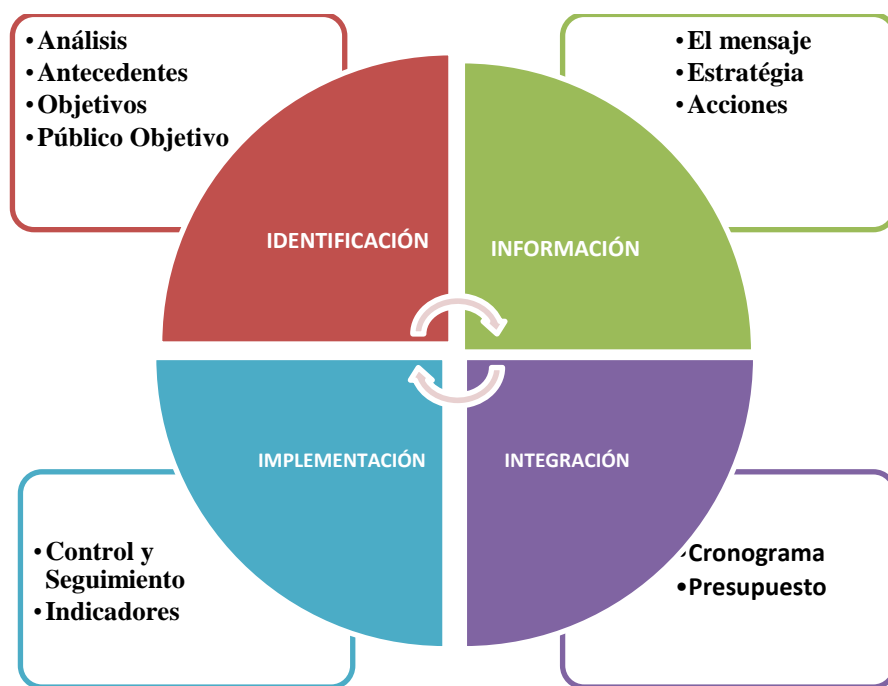 • Análisis
• Antecedentes
• Objetivos
• Público Objetivo
• El mensaje
• Estratégia
• Acciones
IDENTIFICACIÓN
INFORMACIÓN
IMPLEMENTACIÓN
INTEGRACIÓN
• Control y
Seguimiento
• Indicadores
• Cronograma
• Presupuesto